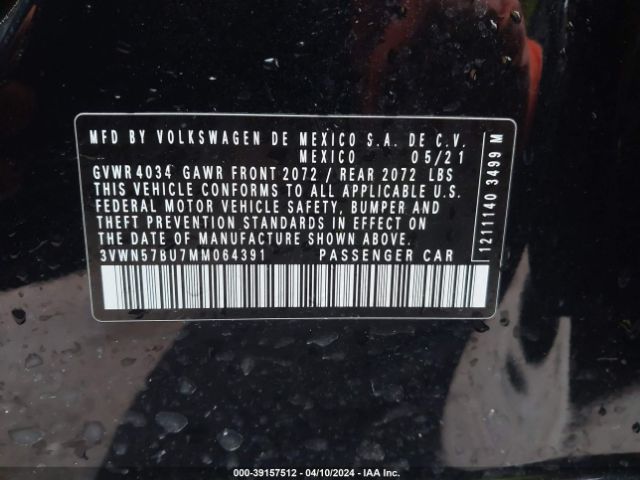 MFD BY VOLKSWAGEN DE MEXICO S.A. DE C.V.
MEXICO 05/21
GVWR 4034 GAWR FRONT 2072 / REAR 2072 LBS
THIS VEHICLE CONFORMS TO ALL APPLICABLE U.S.
FEDERAL MOTOR VEHICLE SAFETY, BUMPER AND
THEFT PREVENTION STANDARDS IN EFFECT ON
THE DATE OF MANUFACTURE SHOWN ABOVE.
3VWN57BU7MM064391 PASSENGER CAR
1211140 3499 M
000-39157512 - 04/10/2024 - IAA Inc.